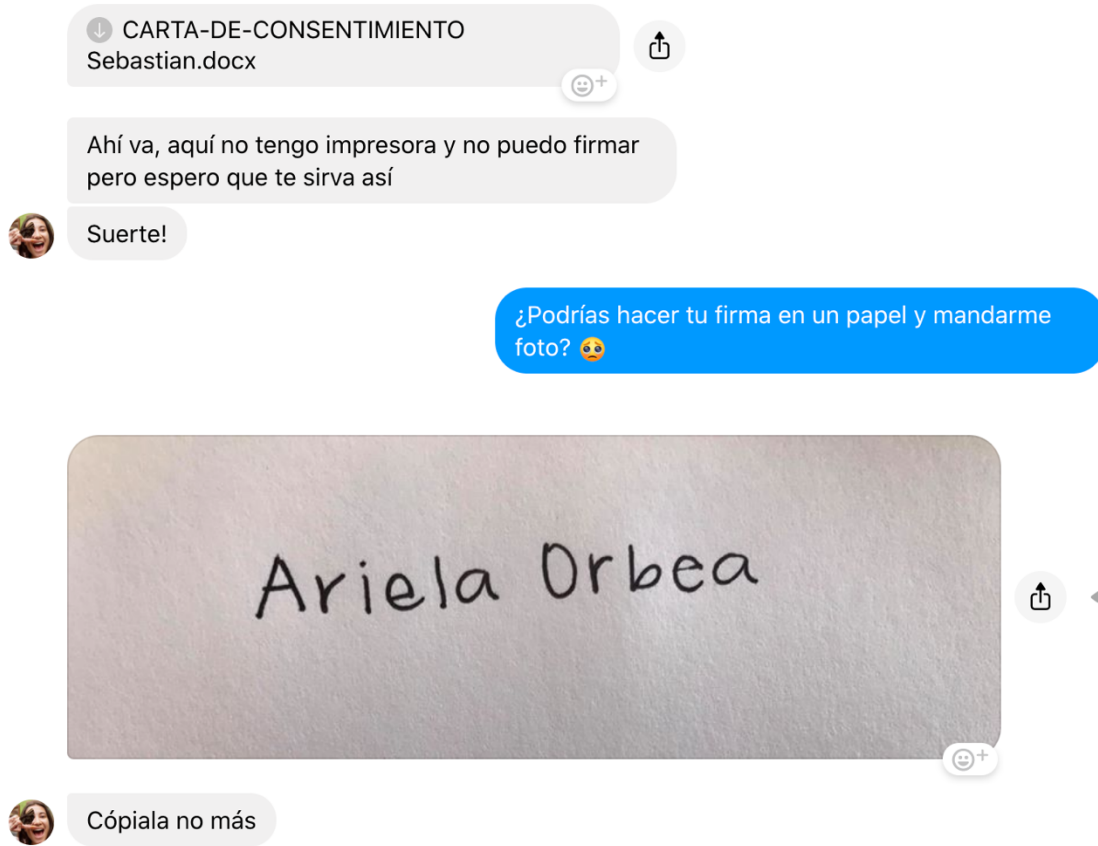 CARTA-DE-CONSENTIMIENTO
Sebastian.docx
Ahí va, aquí no tengo impresora y no puedo firmar
pero espero que te sirva así
Suerte!
¿Podrías hacer tu firma en un papel y mandarme
foto? 🥺
Ariela Orbea
Cópiala no más